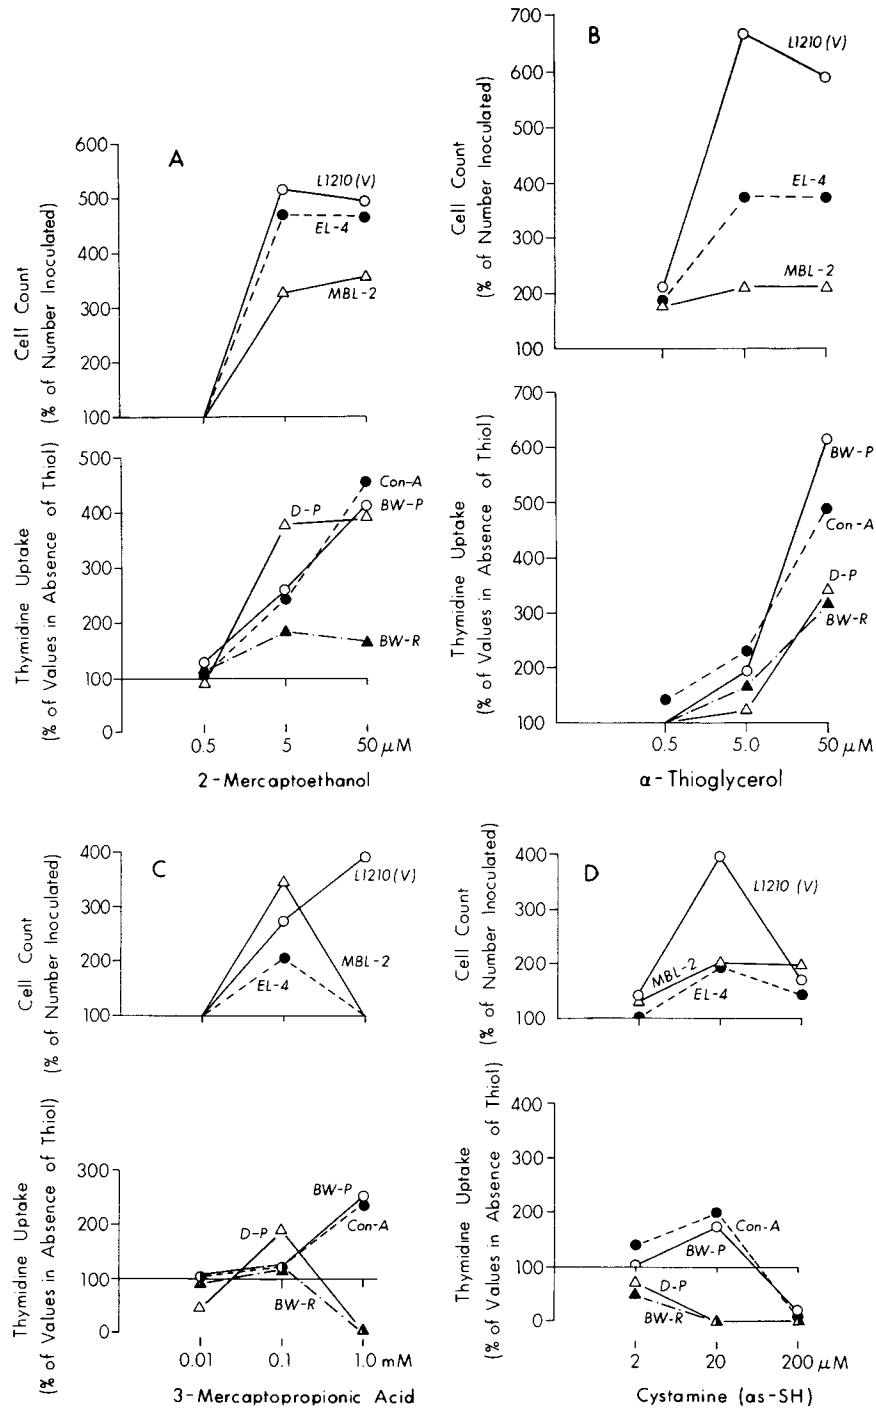 A
Cell Count
(% of Number Inoculated)
600
500
400
300
200
100
L1210 (V)
EL-4
MBL-2
Thymidine Uptake
(% of Values in Absence of Thiol)
500
400
300
200
100
0
D-P
Con-A
BW-P
BW-R
0.5
5
50 μM
2-Mercaptoethanol
B
Cell Count
(% of Number Inoculated)
700
600
500
400
300
200
100
L1210 (V)
EL-4
MBL-2
Thymidine Uptake
(% of Values in Absence of Thiol)
700
600
500
400
300
200
100
BW-P
Con-A
D-P
BW-R
0.5
5.0
50 μM
α-Thioglycerol
C
Cell Count
(% of Number Inoculated)
400
300
200
100
L1210 (V)
MBL-2
EL-4
Thymidine Uptake
(% of Values in Absence of Thiol)
300
200
100
0
BW-P
D-P
Con-A
BW-R
0.01
0.1
1.0 mM
3-Mercaptopropionic Acid
D
Cell Count
(% of Number Inoculated)
400
300
200
100
L1210 (V)
MBL-2
EL-4
Thymidine Uptake
(% of Values in Absence of Thiol)
400
300
200
100
0
Con-A
BW-P
D-P
BW-R
2
20
200 μM
Cystamine (as-SH)